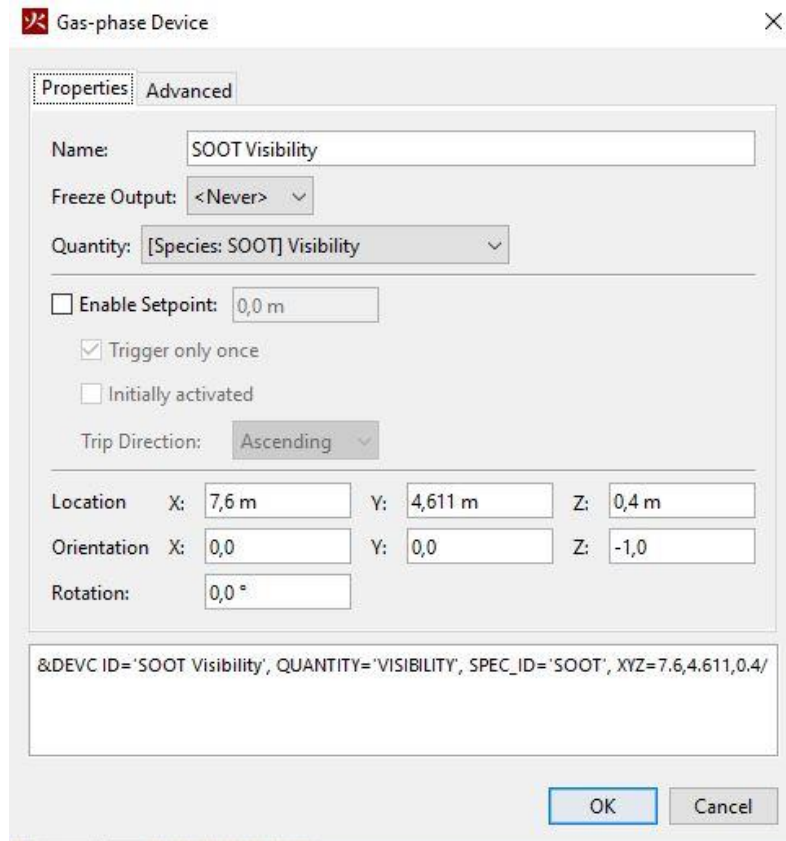 火 Gas-phase Device
Properties Advanced
Name: SOOT Visibility
Freeze Output: <Never>
Quantity: [Species: SOOT] Visibility
Enable Setpoint: 0,0 m
Trigger only once
Initially activated
Trip Direction: Ascending
Location X: 7,6 m Y: 4,611 m Z: 0,4 m
Orientation X: 0,0 Y: 0,0 Z: -1,0
Rotation: 0,0 °
&DEVC ID='SOOT Visibility', QUANTITY='VISIBILITY', SPEC_ID='SOOT', XYZ=7.6,4.611,0.4/
OK Cancel